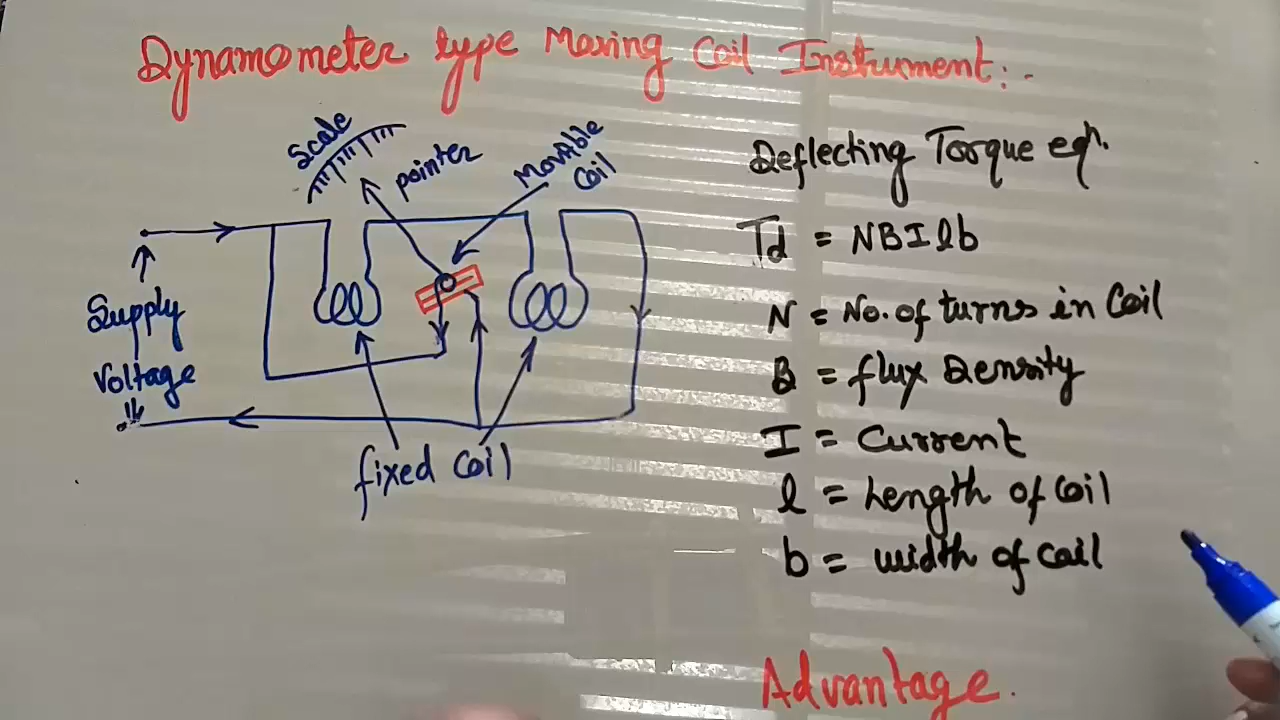 Dynamometer type Moving Coil Instrument:-
Scale
pointer
Movable
Coil
Supply
Voltage
fixed coil
Deflecting Torque eqn.
Td = NBIlb
N = No. of turns in Coil
B = flux Density
I = Current
l = Length of Coil
b = width of coil
Advantage.